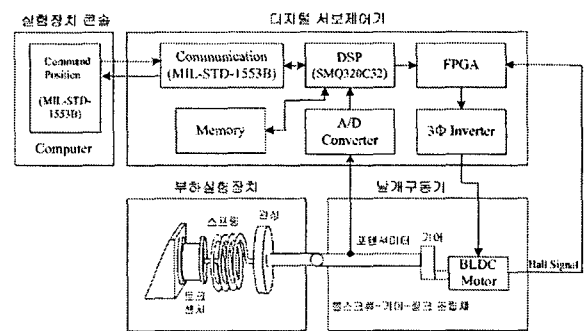 실험장치 콘솔
디지털 서보제어기
Command
Position
(MIL-STD-
1553B)
Computer
Communication
(MIL-STD-1553B)
DSP
(SMQ320C32)
FPGA
Memory
A/D
Converter
3Φ Inverter
부하실험장치
날개구동기
스프링
관성
토크
센서
포텐셔미터
기어
BLDC
Motor
Hall Signal
볼스크류-기어-링크 조립체